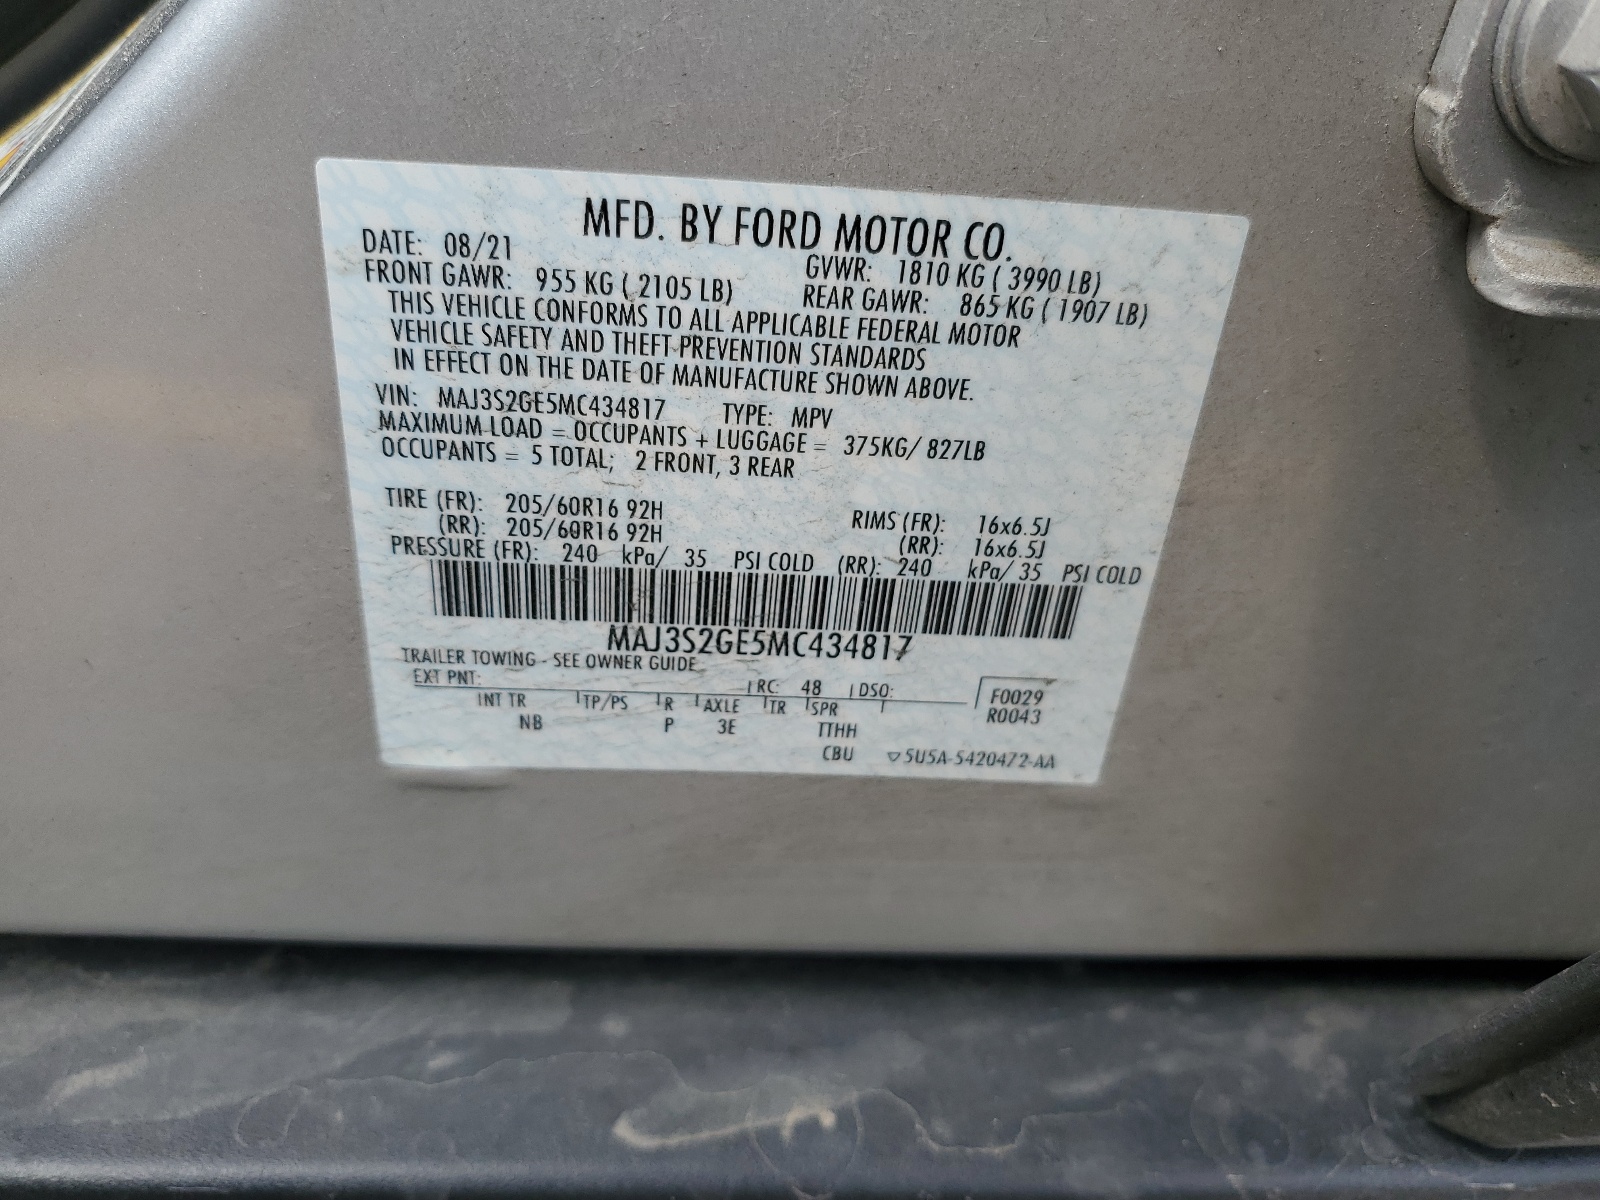 MFD. BY FORD MOTOR CO.
DATE: 08/21 GVWR: 1810 KG ( 3990 LB)
FRONT GAWR: 955 KG ( 2105 LB) REAR GAWR: 865 KG ( 1907 LB)
THIS VEHICLE CONFORMS TO ALL APPLICABLE FEDERAL MOTOR
VEHICLE SAFETY AND THEFT PREVENTION STANDARDS
IN EFFECT ON THE DATE OF MANUFACTURE SHOWN ABOVE.
VIN: MAJ3S2GE5MC434817 TYPE: MPV
MAXIMUM LOAD = OCCUPANTS + LUGGAGE = 375KG/ 827LB
OCCUPANTS = 5 TOTAL; 2 FRONT, 3 REAR
TIRE (FR): 205/60R16 92H RIMS (FR): 16x6.5J
(RR): 205/60R16 92H (RR): 16x6.5J
PRESSURE (FR): 240 kPa/ 35 PSI COLD (RR): 240 kPa/ 35 PSI COLD
MAJ3S2GE5MC434817
TRAILER TOWING - SEE OWNER GUIDE
EXT PNT: RC: 48 DSO: F0029
INT TR TP/PS R AXLE TR SPR R0043
NB P 3E TTHH
CBU ▽5U5A-5420472-AA